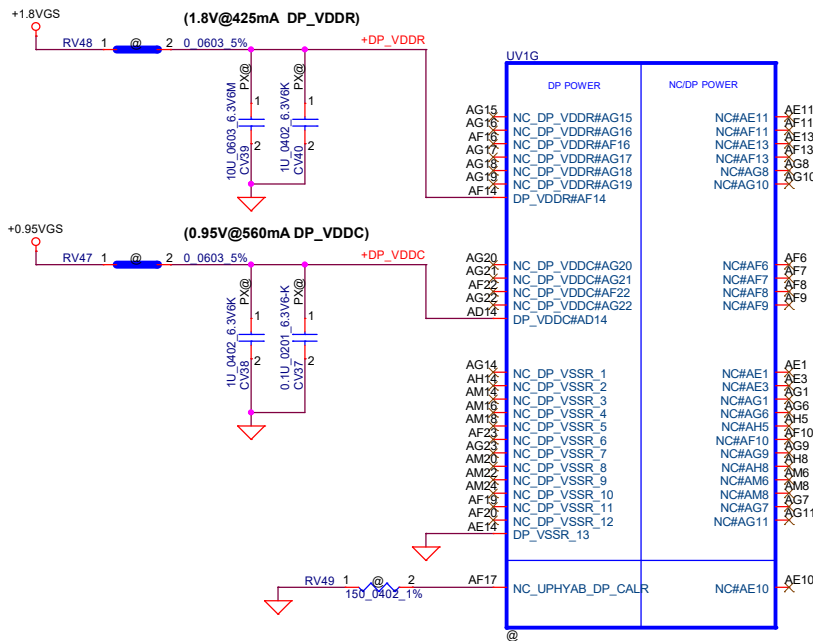 +1.8VGS
(1.8V@425mA DP_VDDR)
RV48 1 @ 2 0_0603_5%
+DP_VDDR
10U_0603_6.3V6M
CV39
PX@
1
2
1U_0402_6.3V6K
CV40
PX@
1
2
+0.95VGS
(0.95V@560mA DP_VDDC)
RV47 1 @ 2 0_0603_5%
+DP_VDDC
1U_0402_6.3V6K
CV38
PX@
1
2
0.1U_0201_6.3V6-K
CV37
PX@
1
2
RV49 1 @ 2
150_0402_1%
UV1G
DP POWER
NC/DP POWER
AG15 NC_DP_VDDR#AG15
AG16 NC_DP_VDDR#AG16
AF16 NC_DP_VDDR#AF16
AG17 NC_DP_VDDR#AF17
AG18 NC_DP_VDDR#AG18
AG19 NC_DP_VDDR#AG19
AF14 DP_VDDR#AF14
AG20 NC_DP_VDDC#AG20
AG21 NC_DP_VDDC#AG21
AF22 NC_DP_VDDC#AF22
AG22 NC_DP_VDDC#AG22
AD14 DP_VDDC#AD14
AG14 NC_DP_VSSR_1
AH14 NC_DP_VSSR_2
AM14 NC_DP_VSSR_3
AM16 NC_DP_VSSR_4
AM18 NC_DP_VSSR_5
AF23 NC_DP_VSSR_6
AG23 NC_DP_VSSR_7
AM20 NC_DP_VSSR_8
AM22 NC_DP_VSSR_9
AM24 NC_DP_VSSR_10
AF19 NC_DP_VSSR_11
AF20 NC_DP_VSSR_12
AE14 DP_VSSR_13
AF17 NC_UPHYAB_DP_CALR
NC#AE11 AE11
NC#AF11 AF11
NC#AE13 AE13
NC#AF13 AF13
NC#AG8 AG8
NC#AG10 AG10
NC#AF6 AF6
NC#AF7 AF7
NC#AF8 AF8
NC#AF9 AF9
NC#AE1 AE1
NC#AE3 AE3
NC#AG1 AG1
NC#AG6 AG6
NC#AH5 AH5
NC#AF10 AF10
NC#AG9 AG9
NC#AH8 AH8
NC#AM6 AM6
NC#AM8 AM8
NC#AG7 AG7
NC#AG11 AG11
NC#AE10 AE10
@